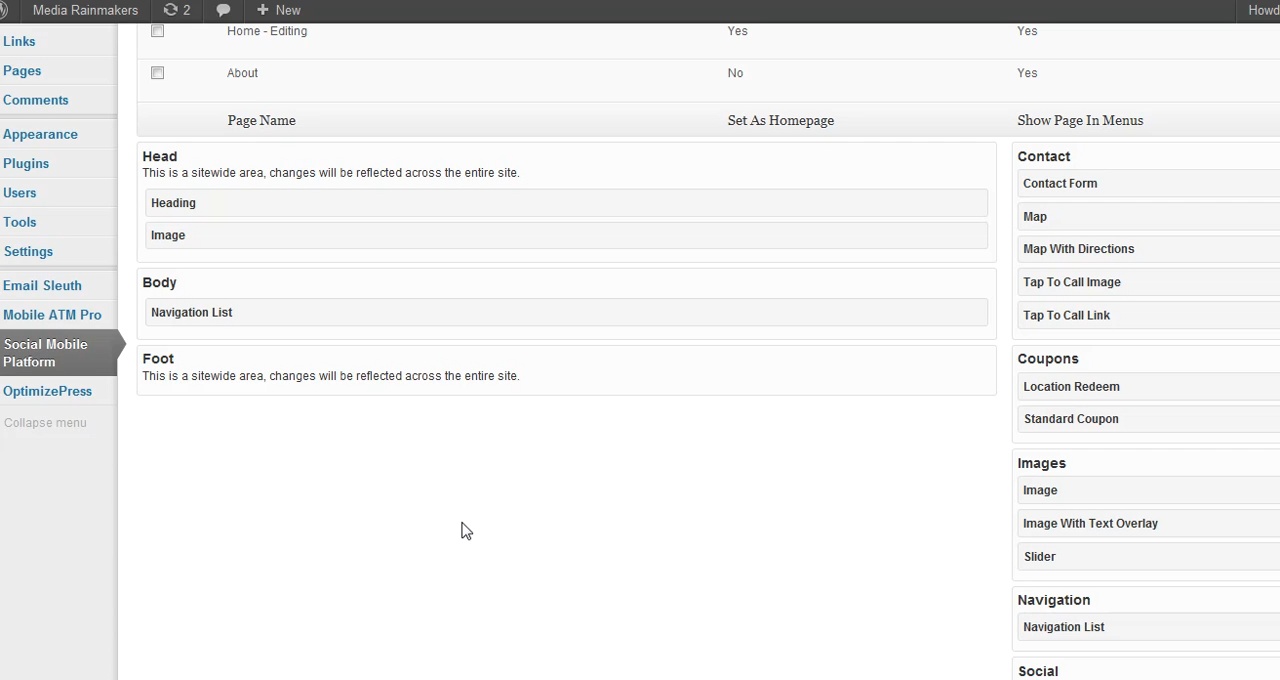 Media Rainmakers 2 New Howd
Links
Pages
Comments
Appearance
Plugins
Users
Tools
Settings
Email Sleuth
Mobile ATM Pro
Social Mobile
Platform
OptimizePress
Collapse menu
Home - Editing Yes Yes
About No Yes
Page Name Set As Homepage Show Page In Menus
Head
This is a sitewide area, changes will be reflected across the entire site.
Heading
Image
Body
Navigation List
Foot
This is a sitewide area, changes will be reflected across the entire site.
Contact
Contact Form
Map
Map With Directions
Tap To Call Image
Tap To Call Link
Coupons
Location Redeem
Standard Coupon
Images
Image
Image With Text Overlay
Slider
Navigation
Navigation List
Social